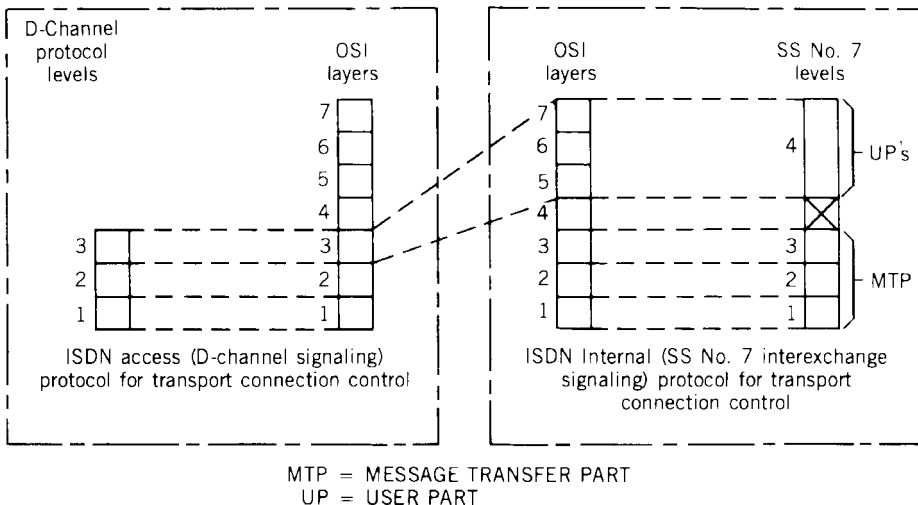 D-Channel
protocol
levels
OSI
layers
7
6
5
4
3
2
1
3
2
1
ISDN access (D-channel signaling)
protocol for transport connection control
OSI
layers
SS No. 7
levels
7
6
5
4
3
2
1
4
3
2
1
UP's
MTP
ISDN Internal (SS No. 7 interexchange
signaling) protocol for transport
connection control
MTP = MESSAGE TRANSFER PART
UP = USER PART